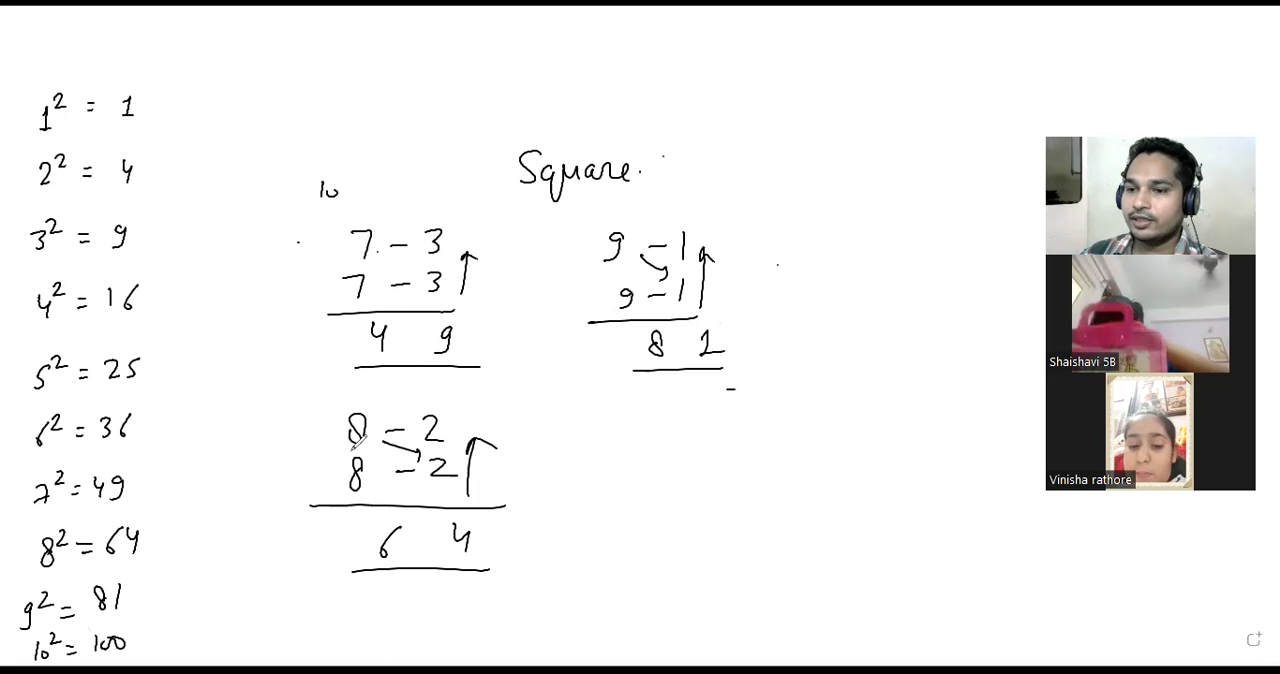 1² = 1
2² = 4
3² = 9
4² = 16
5² = 25
6² = 36
7² = 49
8² = 64
9² = 81
10² = 100
Square.
10
7 - 3
7 - 3
4 9
8 - 2
8 - 2
6 4
9 - 1
9 - 1
8 1
Shaishavi 5B
Vinisha rathore